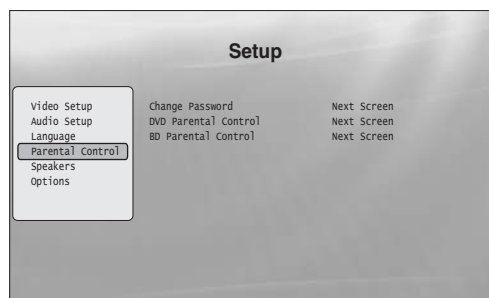 Setup
Video Setup
Audio Setup
Language
Parental Control
Speakers
Options
Change Password Next Screen
DVD Parental Control Next Screen
BD Parental Control Next Screen